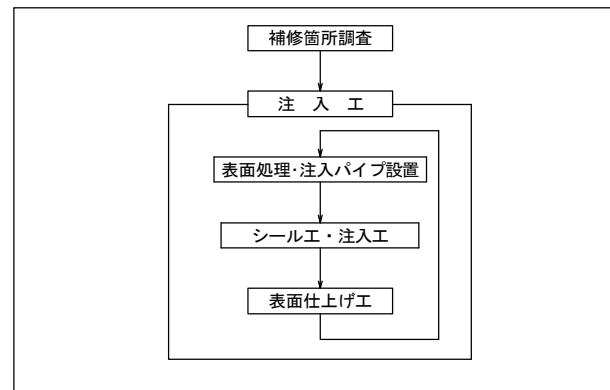 補修箇所調査
注　入　工
表面処理・注入パイプ設置
シール工・注入工
表面仕上げ工